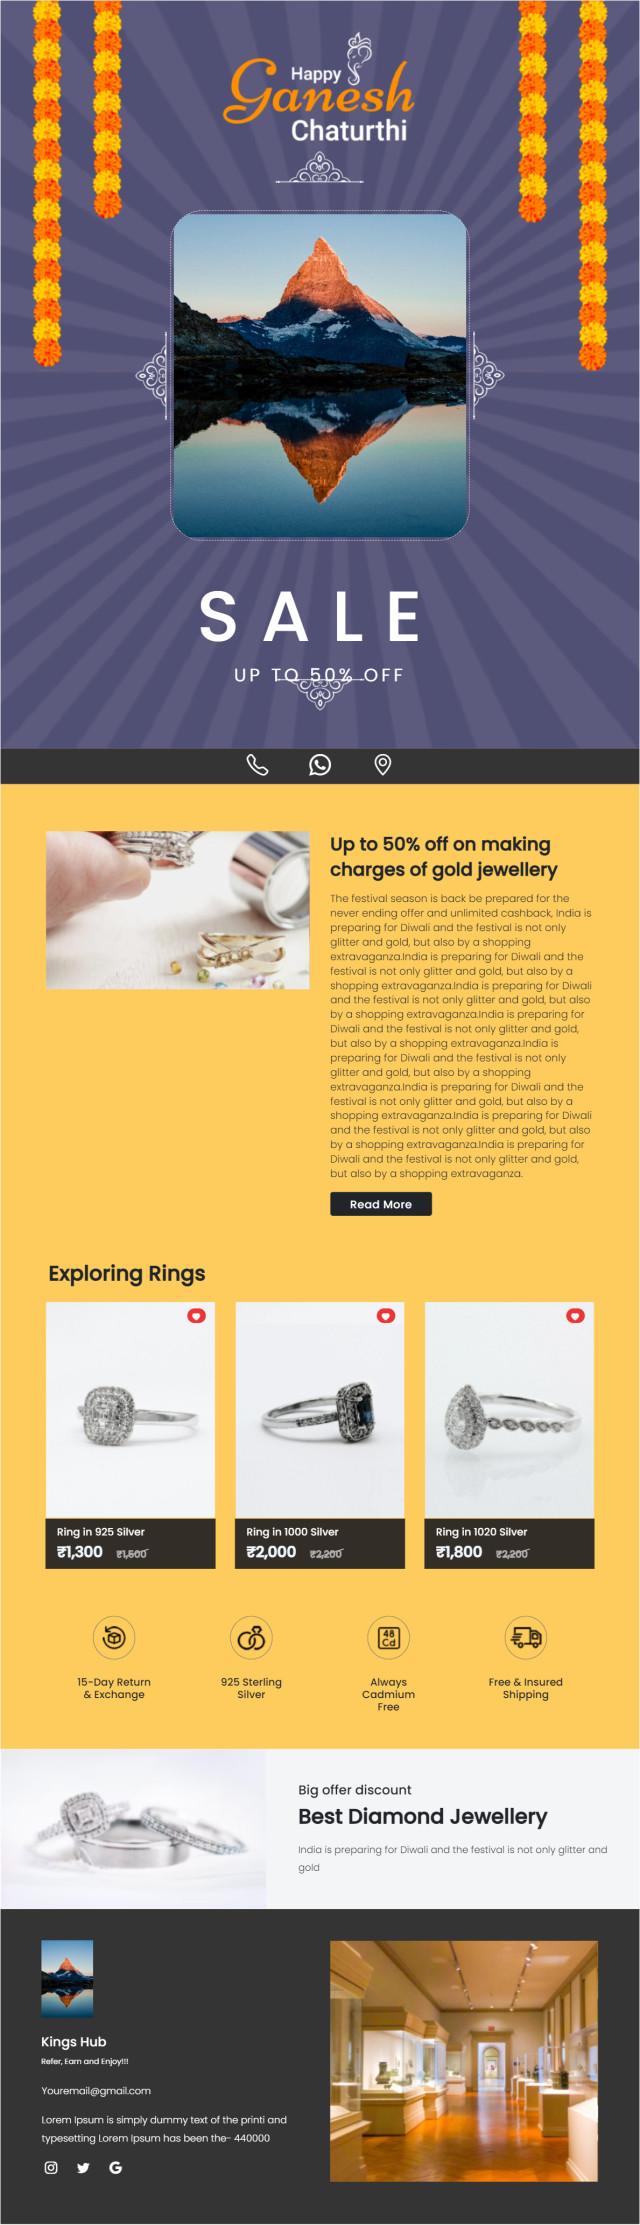 Happy
Ganesh
Chaturthi
SALE
UP TO 50% OFF
Up to 50% off on making
charges of gold jewellery
The festival season is back be prepared for the
never ending offer and unlimited cashback, India is
preparing for Diwali and the festival is not only
glitter and gold, but also by a shopping
extravaganza.India is preparing for Diwali and the
festival is not only glitter and gold, but also by a
shopping extravaganza.India is preparing for Diwali
and the festival is not only glitter and gold, but also
by a shopping extravaganza.India is preparing for
Diwali and the festival is not only glitter and gold,
but also by a shopping extravaganza.India is
preparing for Diwali and the festival is not only
glitter and gold, but also by a shopping
extravaganza.India is preparing for Diwali and the
festival is not only glitter and gold, but also by a
shopping extravaganza.India is preparing for Diwali
and the festival is not only glitter and gold, but also
by a shopping extravaganza.India is preparing for
Diwali and the festival is not only glitter and gold,
but also by a shopping extravaganza.
Read More
Exploring Rings
Ring in 925 Silver
₹1,300 ₹1,500
Ring in 1000 Silver
₹2,000 ₹2,200
Ring in 1020 Silver
₹1,800 ₹2,200
48
Cd
15-Day Return
& Exchange
925 Sterling
Silver
Always
Cadmium
Free
Free & Insured
Shipping
Big offer discount
Best Diamond Jewellery
India is preparing for Diwali and the festival is not only glitter and
gold
Kings Hub
Refer, Earn and Enjoy!!!
Youremail@gmail.com
Lorem Ipsum is simply dummy text of the printi and
typesetting Lorem Ipsum has been the- 440000